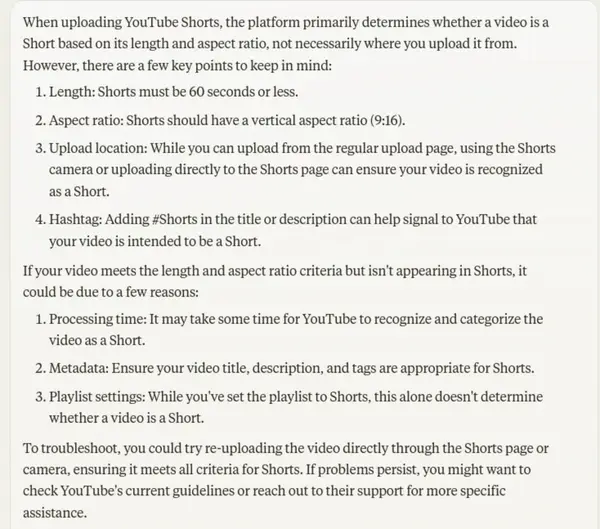 When uploading YouTube Shorts, the platform primarily determines whether a video is a
Short based on its length and aspect ratio, not necessarily where you upload it from.
However, there are a few key points to keep in mind:
1. Length: Shorts must be 60 seconds or less.
2. Aspect ratio: Shorts should have a vertical aspect ratio (9:16).
3. Upload location: While you can upload from the regular upload page, using the Shorts
camera or uploading directly to the Shorts page can ensure your video is recognized
as a Short.
4. Hashtag: Adding #Shorts in the title or description can help signal to YouTube that
your video is intended to be a Short.
If your video meets the length and aspect ratio criteria but isn't appearing in Shorts, it
could be due to a few reasons:
1. Processing time: It may take some time for YouTube to recognize and categorize the
video as a Short.
2. Metadata: Ensure your video title, description, and tags are appropriate for Shorts.
3. Playlist settings: While you've set the playlist to Shorts, this alone doesn't determine
whether a video is a Short.
To troubleshoot, you could try re-uploading the video directly through the Shorts page or
camera, ensuring it meets all criteria for Shorts. If problems persist, you might want to
check YouTube's current guidelines or reach out to their support for more specific
assistance.